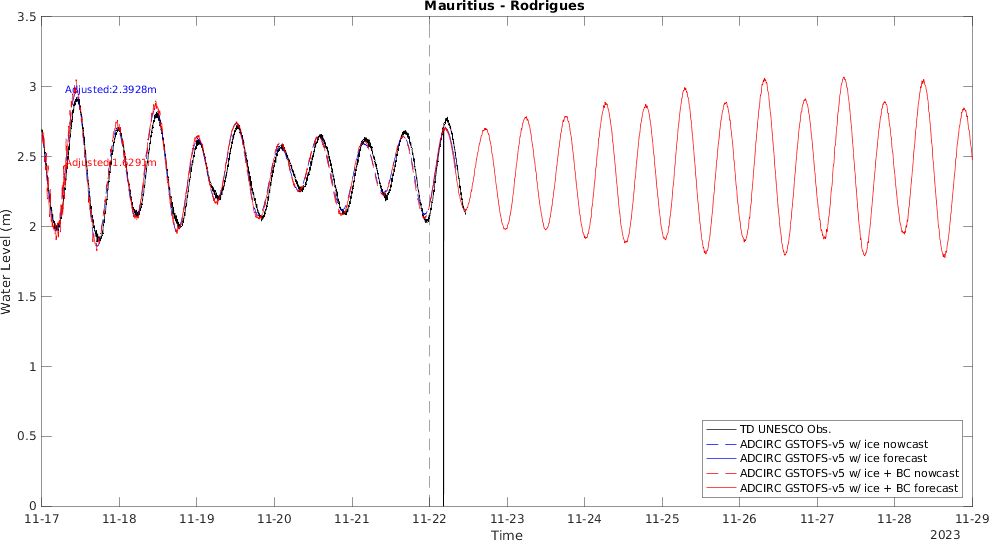 Mauritius - Rodrigues
3.5
3
2.5
2
1.5
1
0.5
0
Water Level (m)
Adjusted:2.3928m
Adjusted:1.6291m
TD UNESCO Obs.
ADCIRC GSTOFS-v5 w/ ice nowcast
ADCIRC GSTOFS-v5 w/ ice forecast
ADCIRC GSTOFS-v5 w/ ice + BC nowcast
ADCIRC GSTOFS-v5 w/ ice + BC forecast
11-17 11-18 11-19 11-20 11-21 11-22 11-23 11-24 11-25 11-26 11-27 11-28 11-29
Time
2023